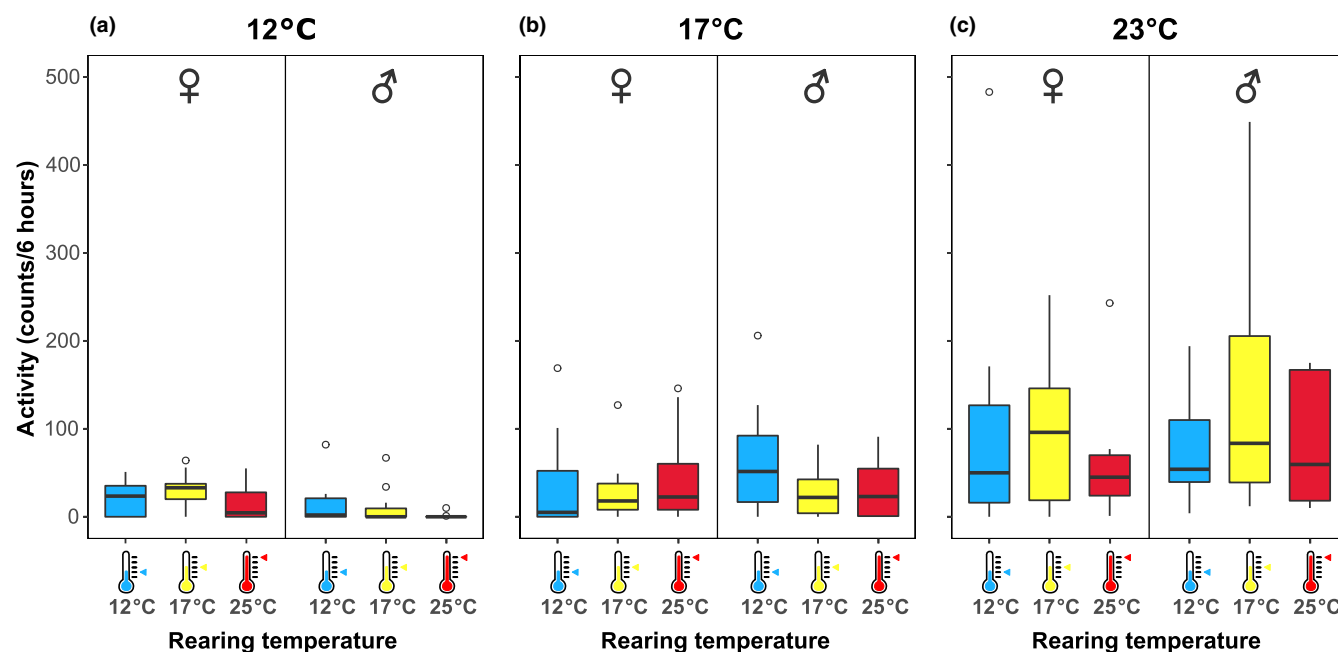 (a) 12°C
(b) 17°C
(c) 23°C
♀ ♂ ♀ ♂ ♀ ♂
Activity (counts/6 hours)
500
400
300
200
100
0
12°C 17°C 25°C 12°C 17°C 25°C
12°C 17°C 25°C 12°C 17°C 25°C
12°C 17°C 25°C 12°C 17°C 25°C
Rearing temperature
Rearing temperature
Rearing temperature